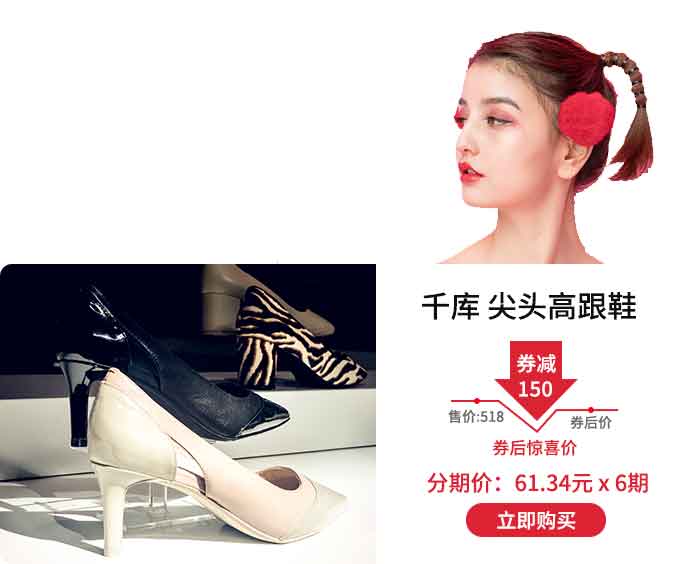 千库 尖头高跟鞋
券减
150
售价:518
券后价
券后惊喜价
分期价：61.34元 x 6期
立即购买